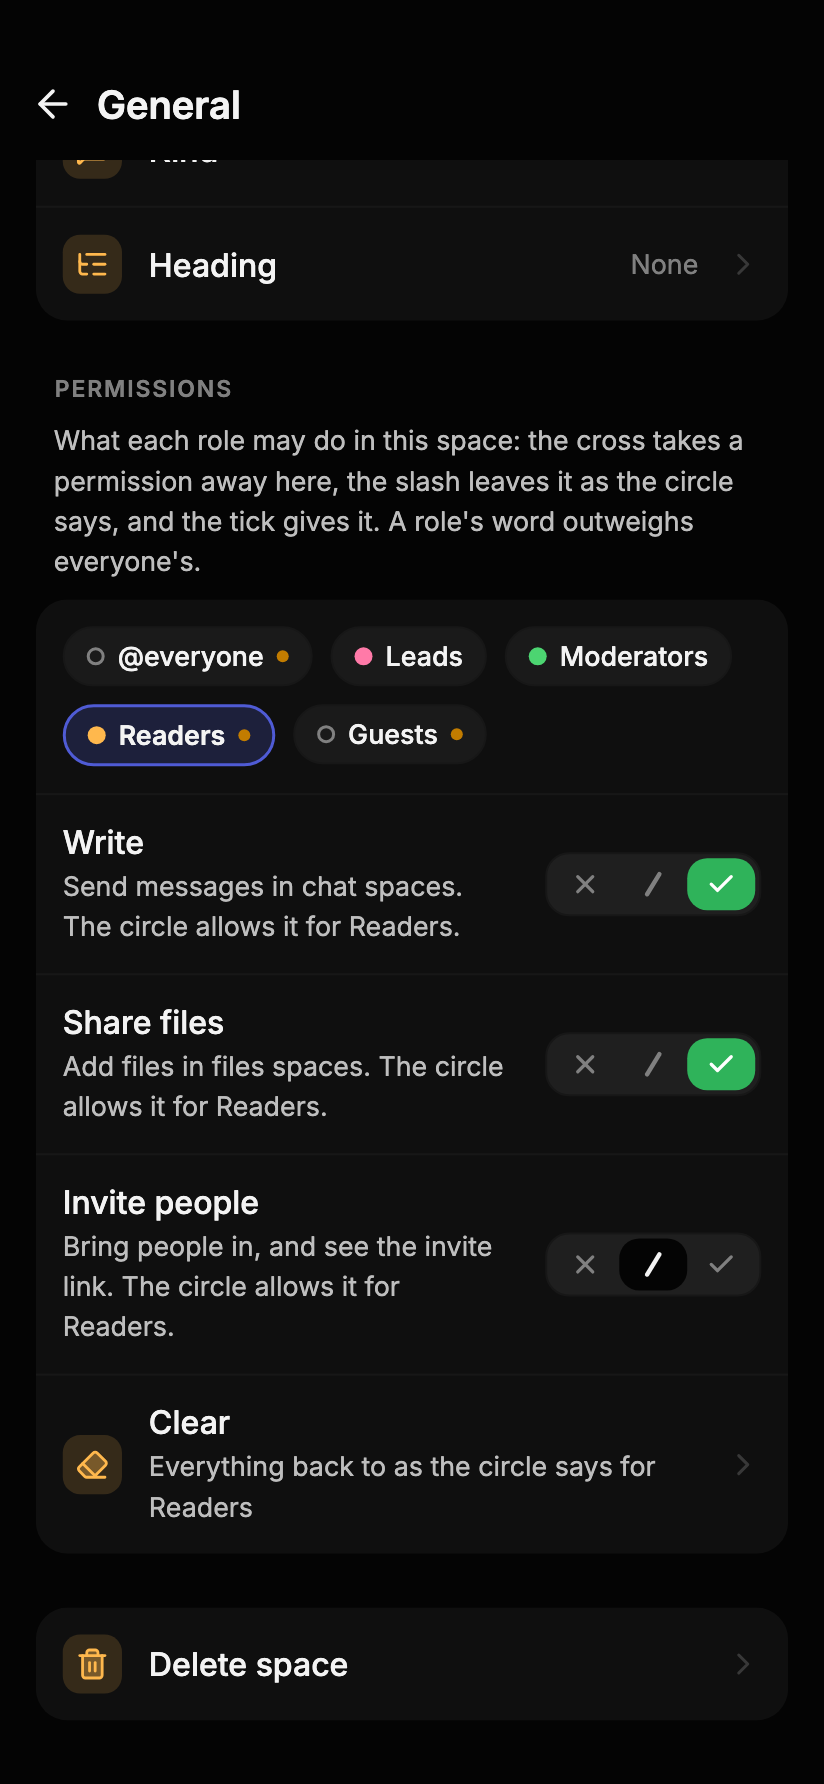 General
Heading
None
PERMISSIONS
What each role may do in this space: the cross takes a
permission away here, the slash leaves it as the circle
says, and the tick gives it. A role's word outweighs
everyone's.
@everyone
Leads
Moderators
Readers
Guests
Write
Send messages in chat spaces.
The circle allows it for Readers.
Share files
Add files in files spaces. The circle
allows it for Readers.
Invite people
Bring people in, and see the invite
link. The circle allows it for
Readers.
Clear
Everything back to as the circle says for
Readers
Delete space